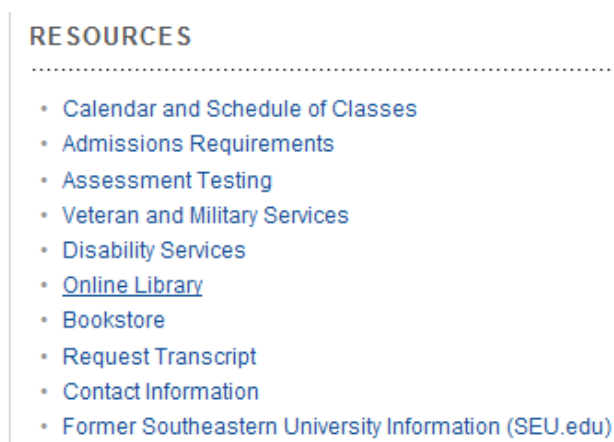 RESOURCES
Calendar and Schedule of Classes
Admissions Requirements
Assessment Testing
Veteran and Military Services
Disability Services
Online Library
Bookstore
Request Transcript
Contact Information
Former Southeastern University Information (SEU.edu)